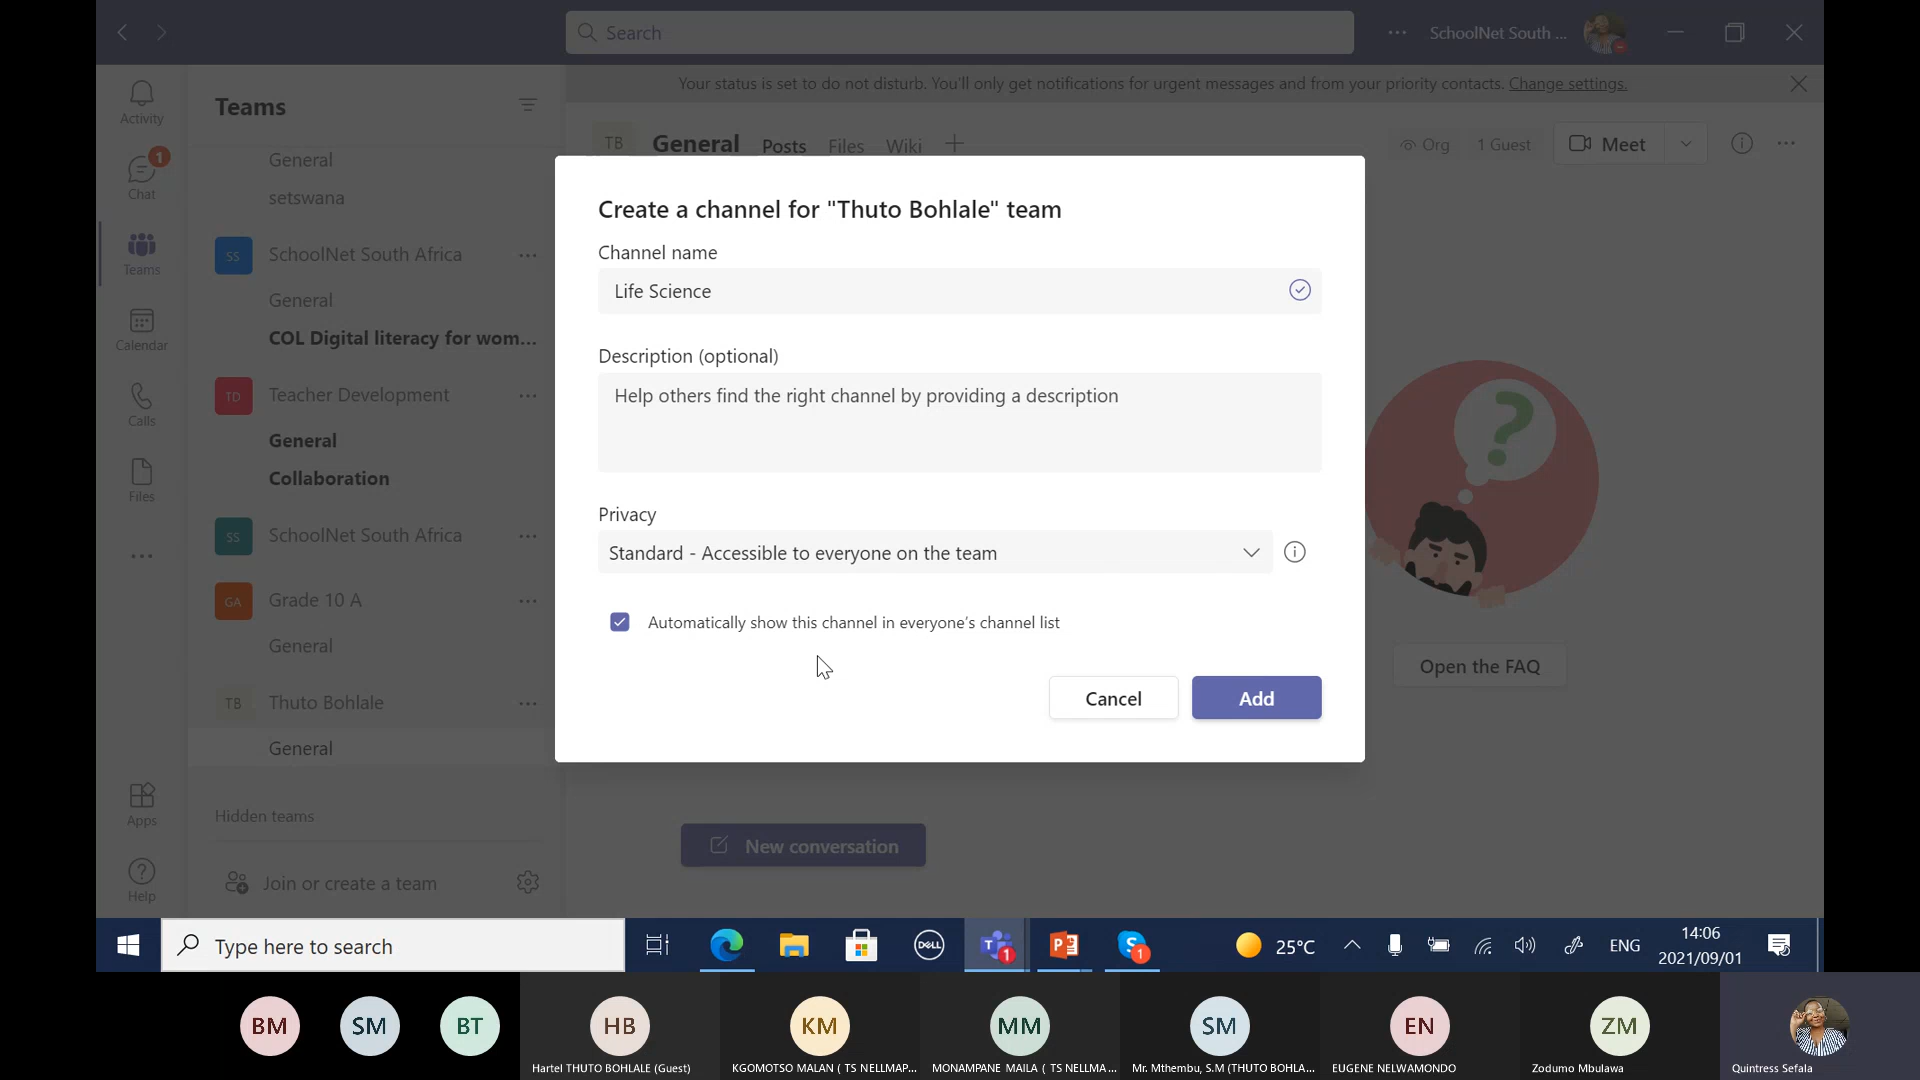 Search
SchoolNet South ...
Your status is set to do not disturb. You'll only get notifications for urgent messages and from your priority contacts. Change settings.
Activity
1
Chat
Teams
Calendar
Calls
Files
Apps
Help
Teams
General
setswana
SS
SchoolNet South Africa
General
COL Digital literacy for wom...
TD
Teacher Development
General
Collaboration
SS
SchoolNet South Africa
GA
Grade 10 A
General
TB
Thuto Bohlale
General
Hidden teams
Join or create a team
TB
General
Posts
Files
Wiki
Org
1 Guest
Meet
Create a channel for "Thuto Bohlale" team
Channel name
Life Science
Description (optional)
Help others find the right channel by providing a description
Privacy
Standard - Accessible to everyone on the team
Automatically show this channel in everyone's channel list
Cancel
Add
?
Open the FAQ
New conversation
Type here to search
DELL
T
1
P
S
1
25°C
ENG
14:06
2021/09/01
BM
SM
BT
HB
KM
MM
SM
EN
ZM
Hartel THUTO BOHLALE (Guest)
KGOMOTSO MALAN ( TS NELLMAP...
MONAMPANE MAILA ( TS NELLMA...
Mr. Mthembu, S.M (THUTO BOHLA...
EUGENE NELWAMONDO
Zodumo Mbulawa
Quintress Sefala